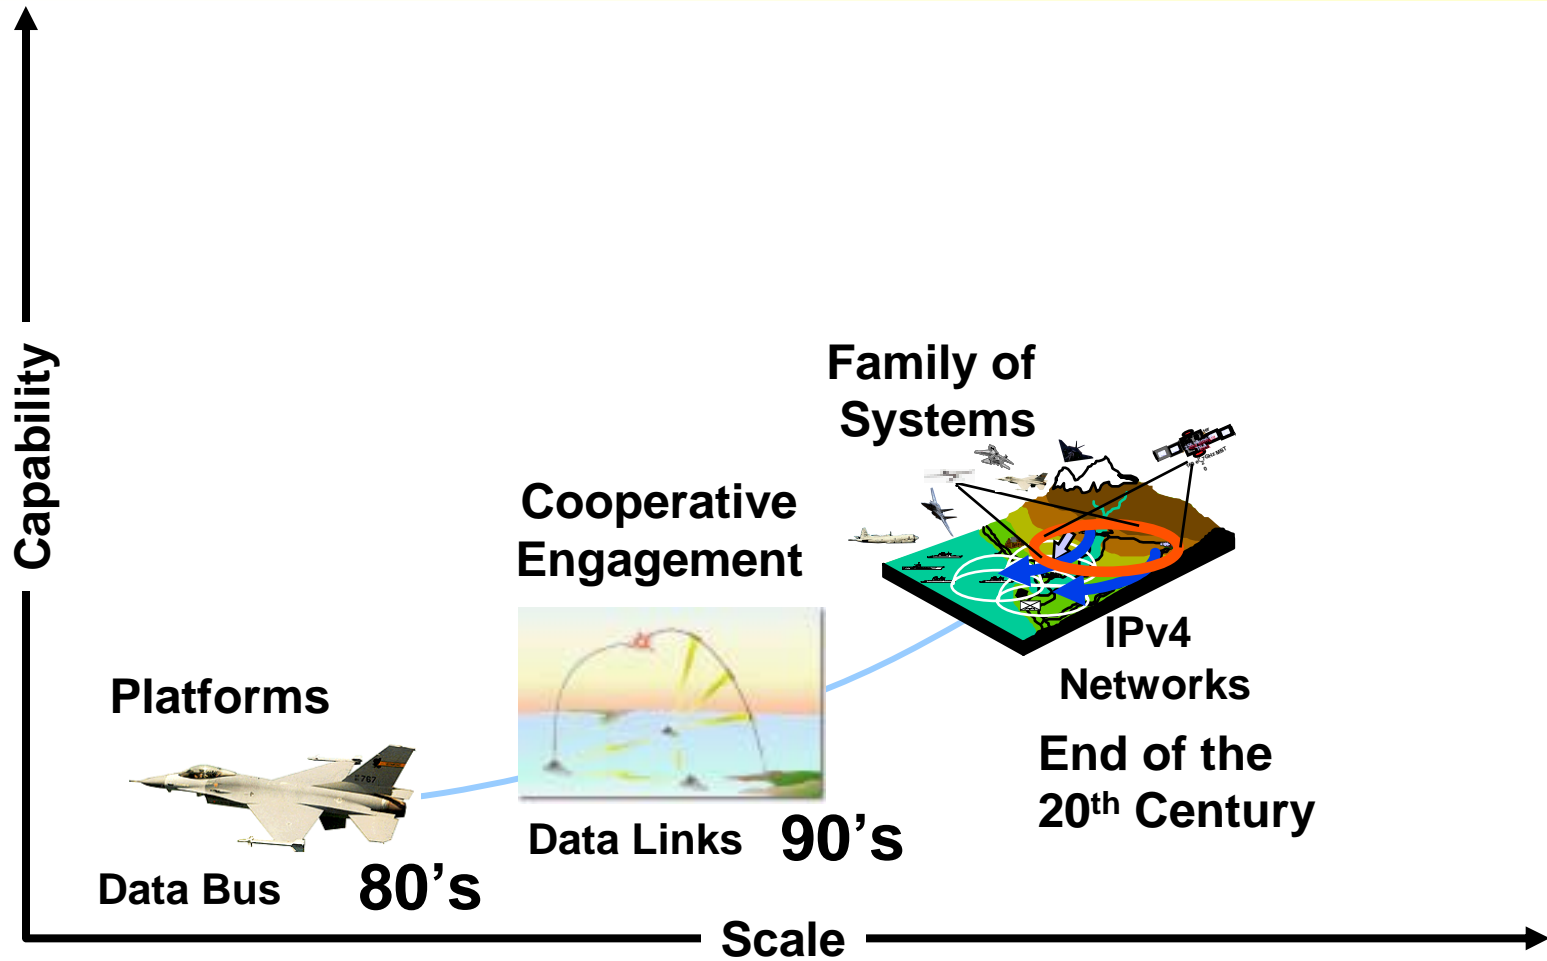 Capability
Family of
Systems
Cooperative
Engagement
Platforms
IPv4
Networks
End of the
20th Century
Data Links
90’s
Data Bus
80’s
Scale